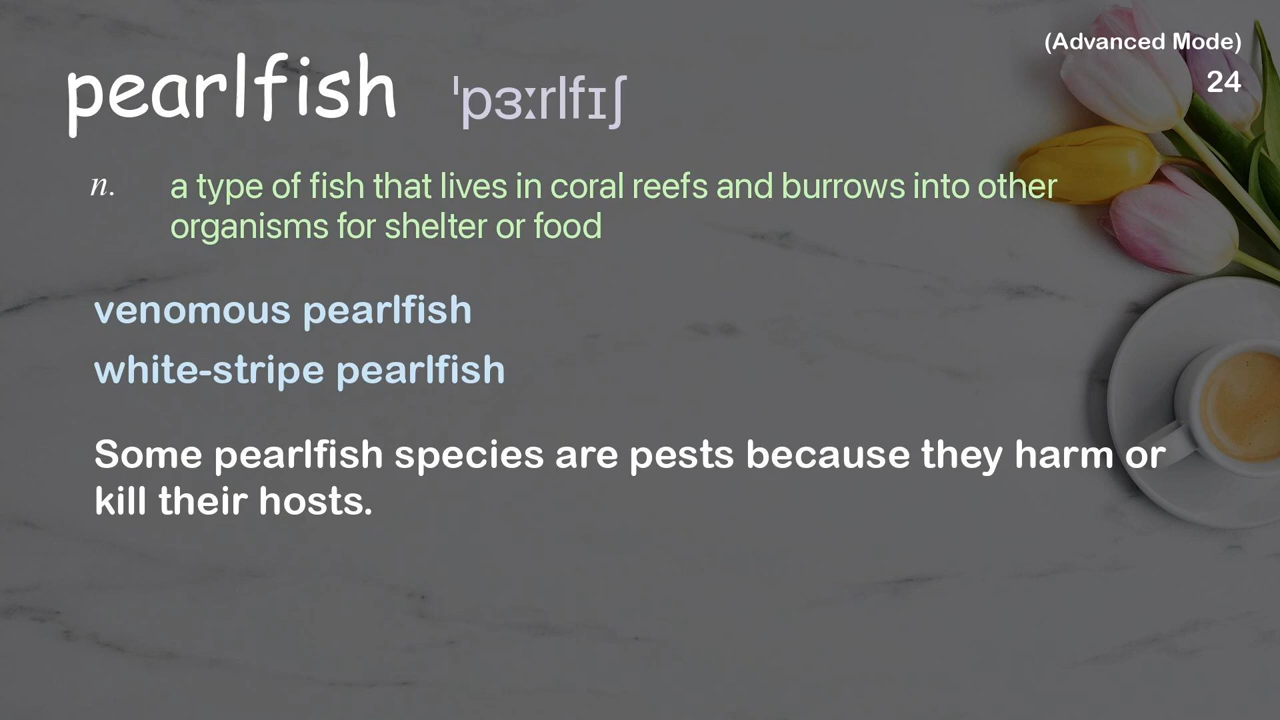 (Advanced Mode)
24
pearlfish ˈpɜːrlfɪʃ
n. a type of fish that lives in coral reefs and burrows into other
organisms for shelter or food
venomous pearlfish
white-stripe pearlfish
Some pearlfish species are pests because they harm or
kill their hosts.